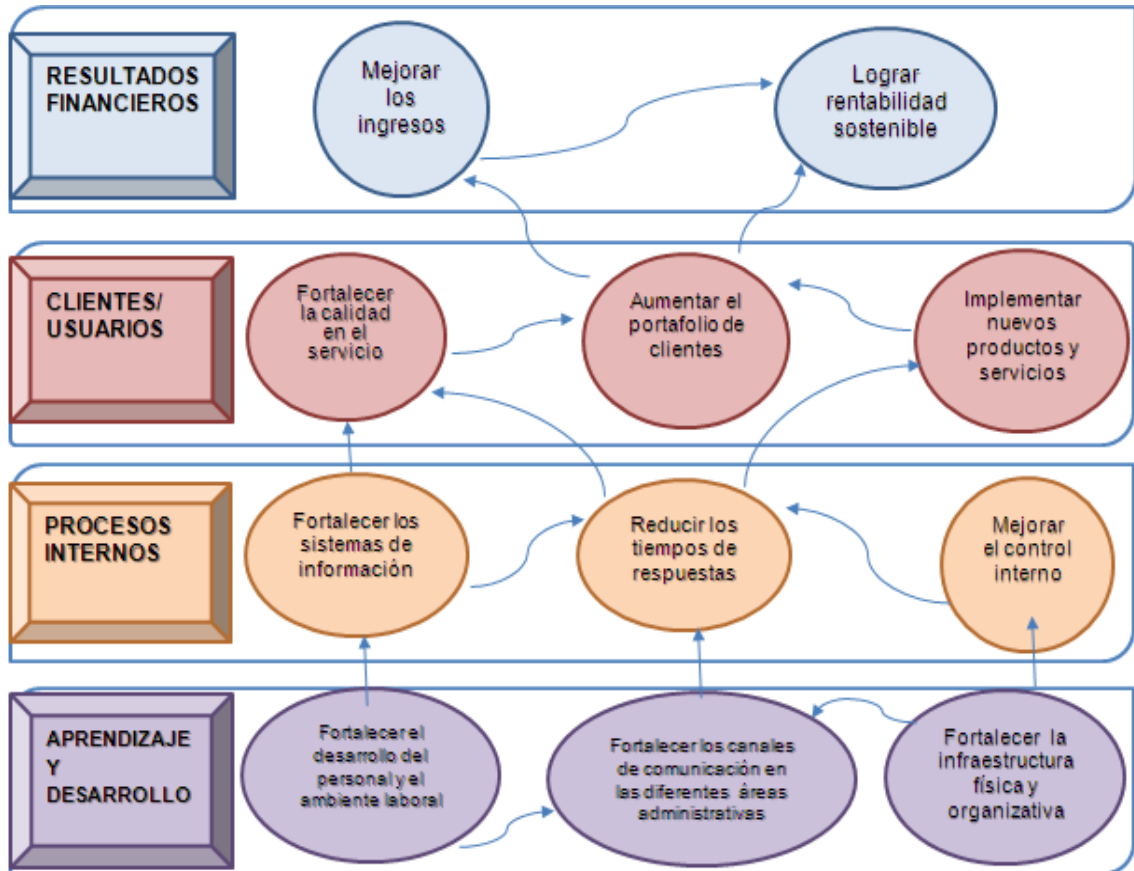 RESULTADOS
FINANCIEROS
Mejorar
los
ingresos
Lograr
rentabilidad
sostenible
CLIENTES/
USUARIOS
Fortalecer
la calidad
en el
servicio
Aumentar el
portafolio de
clientes
Implementar
nuevos
productos y
servicios
PROCESOS
INTERNOS
Fortalecer los
sistemas de
información
Reducir los
tiempos de
respuestas
Mejorar
el control
interno
APRENDIZAJE
Y
DESARROLLO
Fortalecer el
desarrollo del
personal y el
ambiente laboral
Fortalecer los canales
de comunicación en
las diferentes áreas
administrativas
Fortalecer la
infraestructura
física y
organizativa